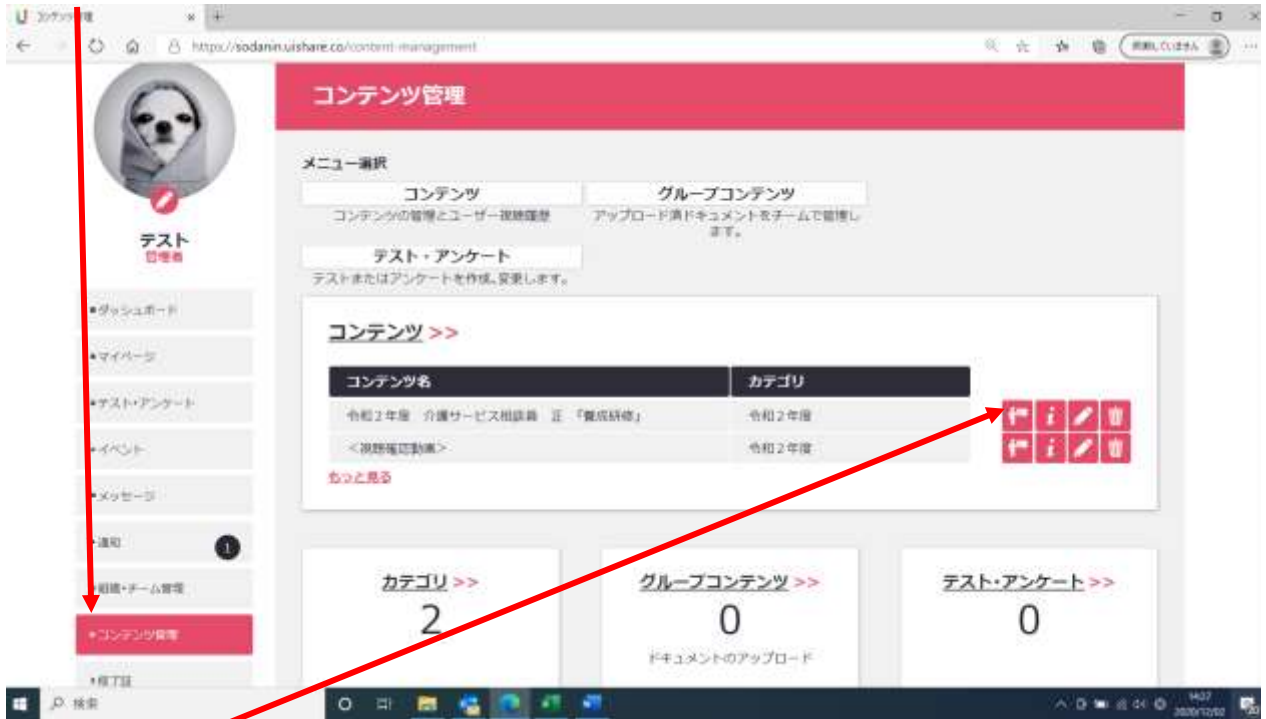 コンテンツ管理
https://sodanin.uishare.co/content-management
コンテンツ管理
メニュー選択
コンテンツ
グループコンテンツ
コンテンツの管理とユーザー視聴履歴
アップロード済ドキュメントをチームで管理し
ます。
テスト・アンケート
テストまたはアンケートを作成、変更します。
テスト
管理者
•ダッシュボード
•マイページ
•テスト・アンケート
•イベント
•メッセージ
•通知
1
•組織・チーム管理
•コンテンツ管理
•修了証
コンテンツ >>
コンテンツ名
カテゴリ
令和2年度 介護サービス相談員 正 「養成研修」
令和2年度
<視聴確認動画>
令和2年度
もっと見る
カテゴリ >>
2
グループコンテンツ >>
0
ドキュメントのアップロード
テスト・アンケート >>
0
検索
14:27
2020/12/02